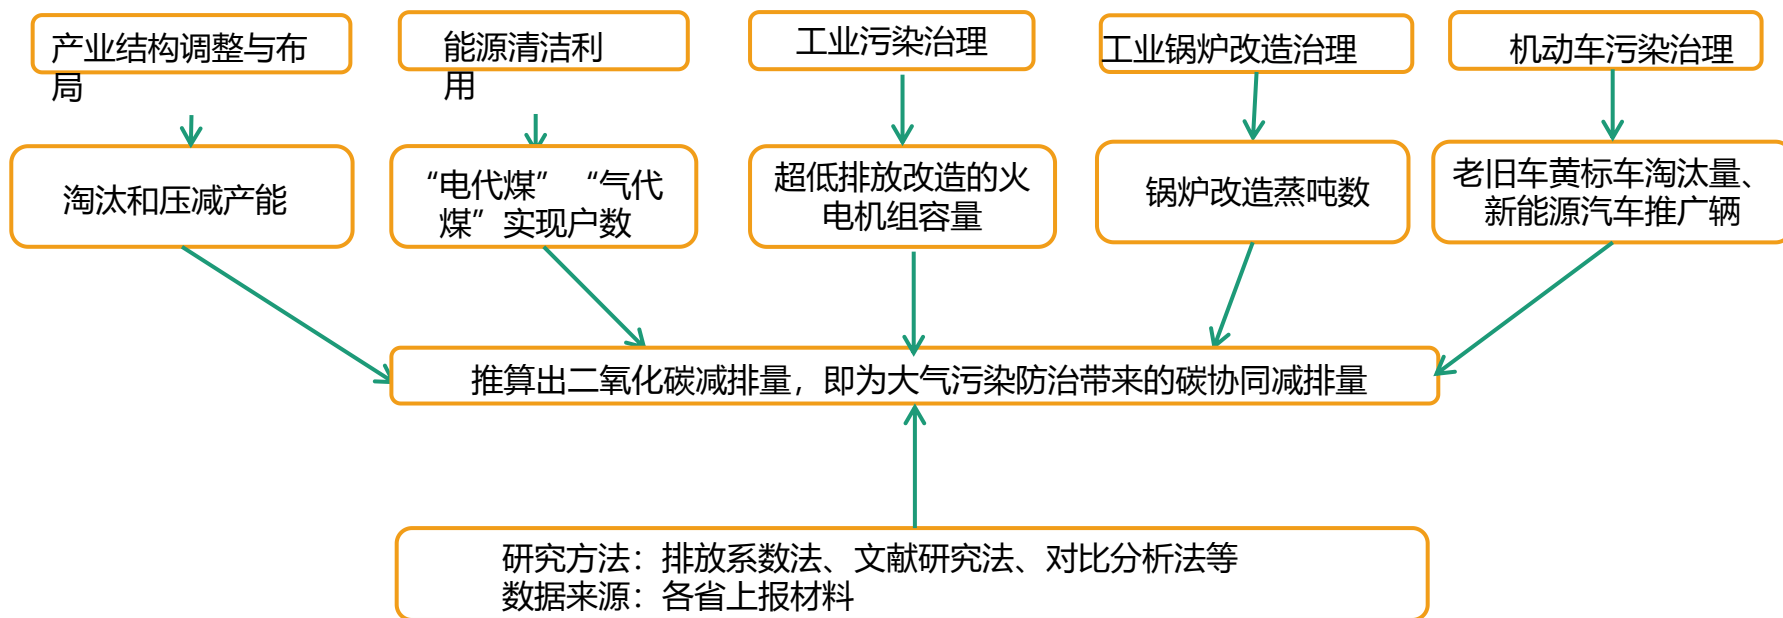 产业结构调整与布
局
能源清洁利
用
工业污染治理
工业锅炉改造治理
机动车污染治理
淘汰和压减产能
“电代煤”“气代
煤”实现户数
超低排放改造的火
电机组容量
锅炉改造蒸吨数
老旧车黄标车淘汰量、
新能源汽车推广辆
推算出二氧化碳减排量，即为大气污染防治带来的碳协同减排量
研究方法：排放系数法、文献研究法、对比分析法等
数据来源：各省上报材料